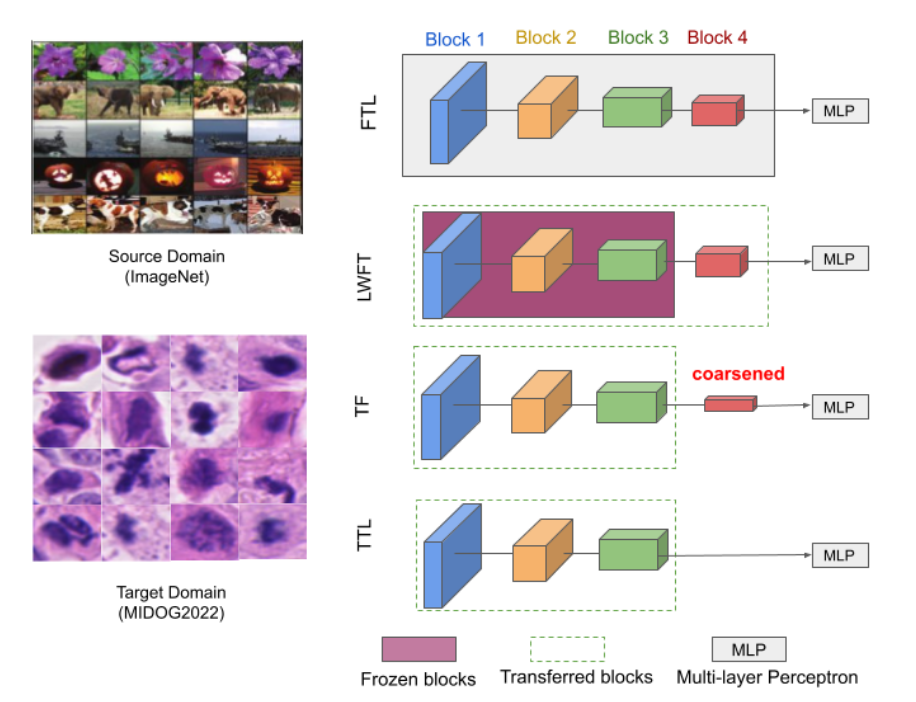 Block 1 Block 2 Block 3 Block 4
FTL
MLP
Source Domain
(ImageNet)
LWFT
MLP
coarsened
TF
MLP
TTL
MLP
Target Domain
(MIDOG2022)
MLP
Frozen blocks Transferred blocks Multi-layer Perceptron